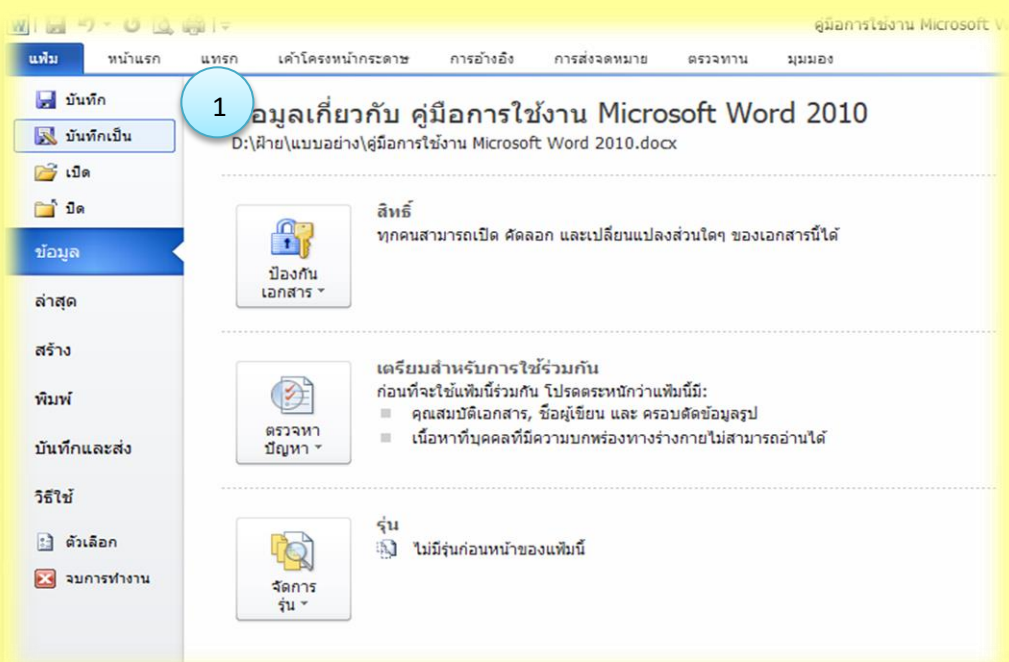 คู่มือการใช้งาน Microsoft W
แฟ้ม หน้าแรก แทรก เค้าโครงหน้ากระดาษ การอ้างอิง การส่งจดหมาย ตรวจทาน มุมมอง
บันทึก
บันทึกเป็น
เปิด
ปิด
ข้อมูล
ล่าสุด
สร้าง
พิมพ์
บันทึกและส่ง
วิธีใช้
ตัวเลือก
จบการทำงาน
1
อมูลเกี่ยวกับ คู่มือการใช้งาน Microsoft Word 2010
D:\ฝ่าย\แบบอย่าง\คู่มือการใช้งาน Microsoft Word 2010.docx
ป้องกัน
เอกสาร
สิทธิ์
ทุกคนสามารถเปิด คัดลอก และเปลี่ยนแปลงส่วนใดๆ ของเอกสารนี้ได้
ตรวจหา
ปัญหา
เตรียมสำหรับการใช้ร่วมกัน
ก่อนที่จะใช้แฟ้มนี้ร่วมกัน โปรดตระหนักว่าแฟ้มนี้มี:
คุณสมบัติเอกสาร, ชื่อผู้เขียน และ ครอบตัดข้อมูลรูป
เนื้อหาที่บุคคลที่มีความบกพร่องทางร่างกายไม่สามารถอ่านได้
จัดการ
รุ่น
รุ่น
ไม่มีรุ่นก่อนหน้าของแฟ้มนี้